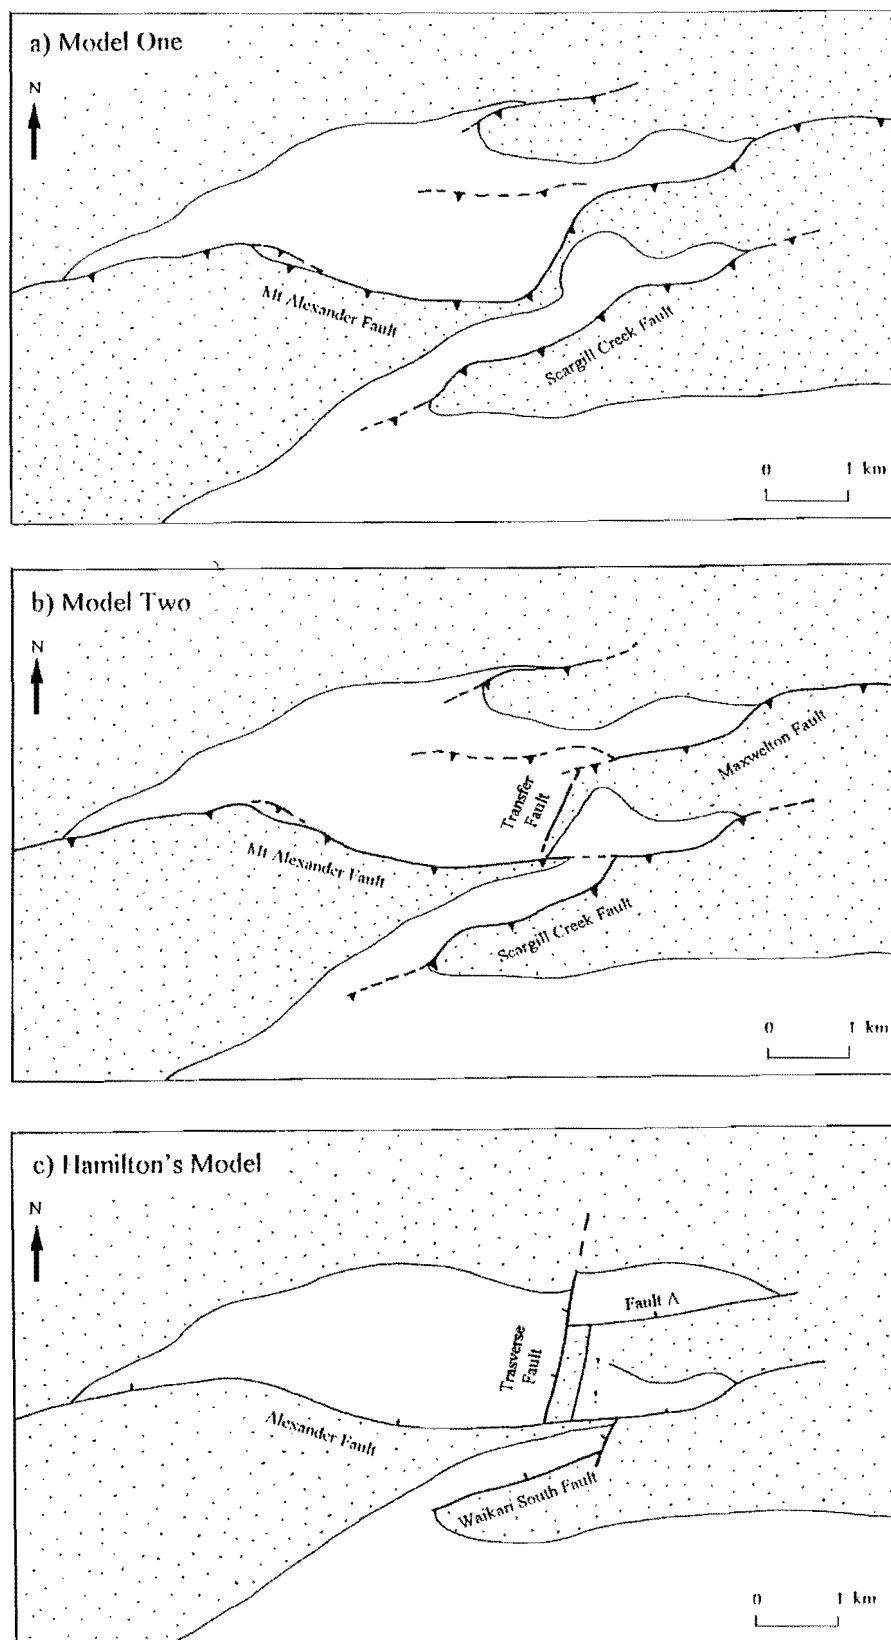 a) Model One
N
Mt Alexander Fault
Scargill Creek Fault
0 1 km
b) Model Two
N
Transfer
Fault
Maxwelton Fault
Mt Alexander Fault
Scargill Creek Fault
0 1 km
c) Hamilton's Model
N
Fault A
Trasverse
Fault
?
Alexander Fault
Waikari South Fault
0 1 km